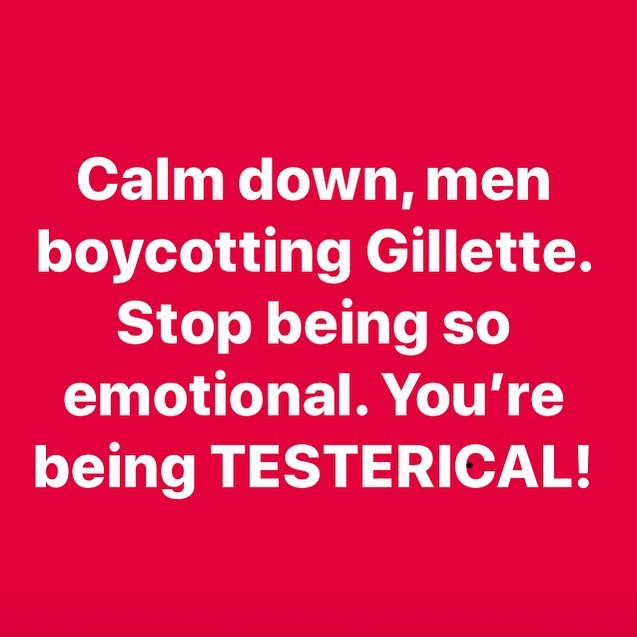 Calm down, men
boycotting Gillette.
Stop being so
emotional. You’re
being TESTERICAL!